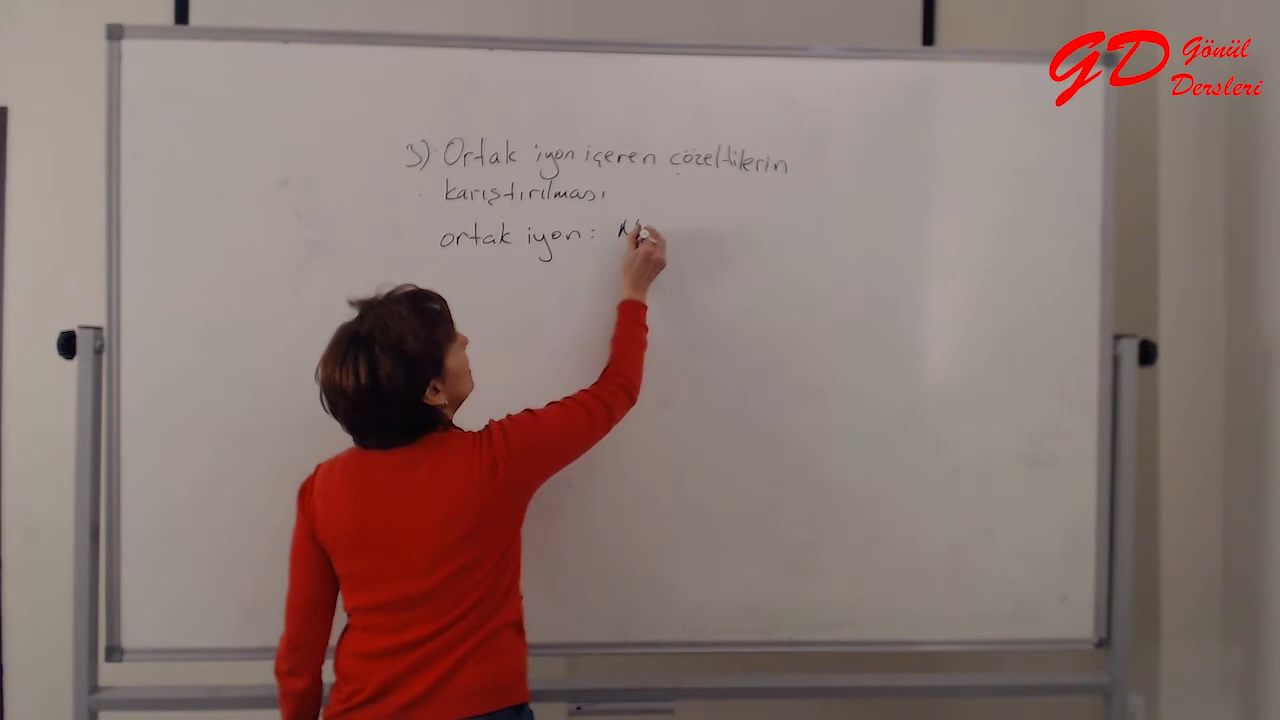 GD Gönül
Dersleri
3) Ortak iyon içeren çözeltilerin
karıştırılması
ortak iyon: